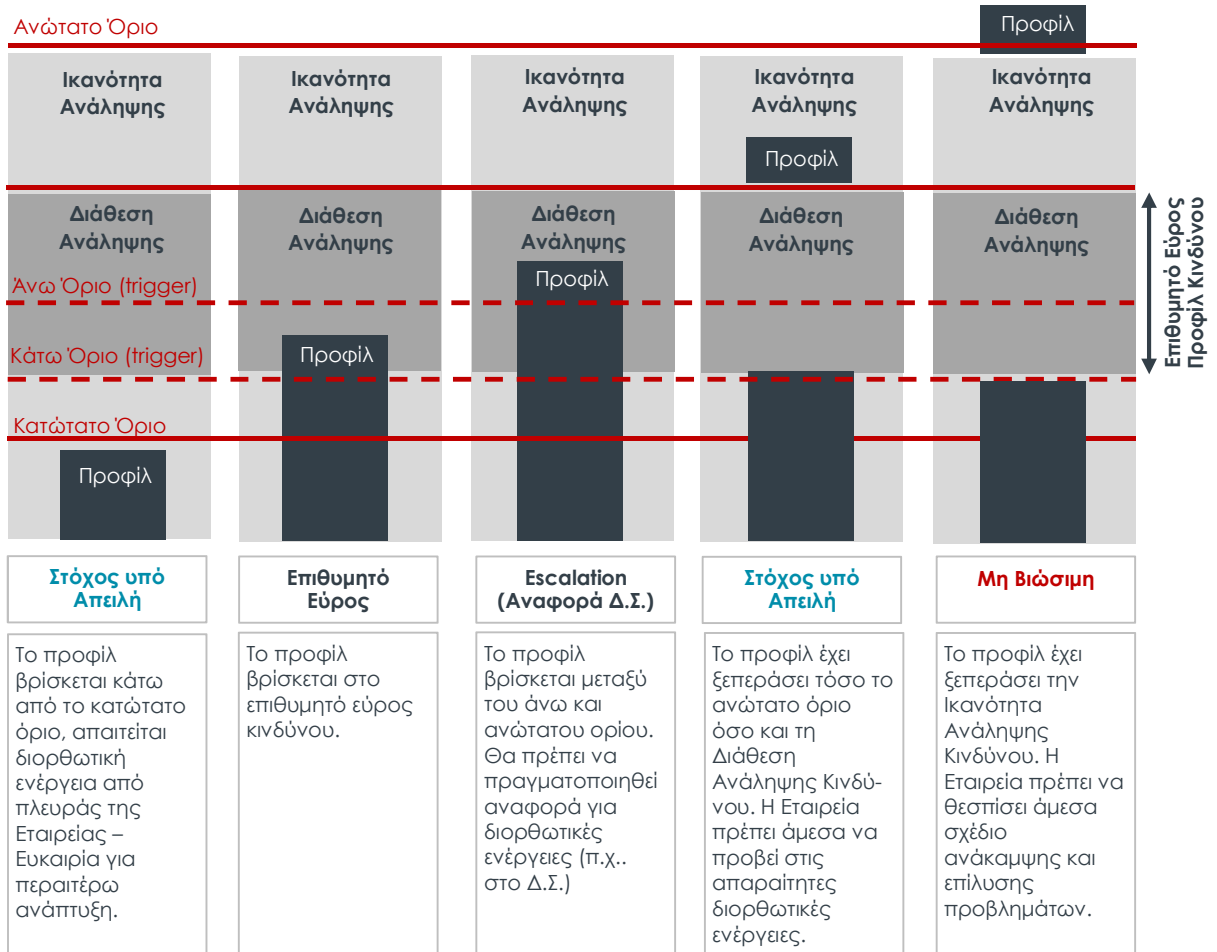 Ανώτατο Όριο
Προφίλ
Ικανότητα
Ανάληψης
Ικανότητα
Ανάληψης
Ικανότητα
Ανάληψης
Ικανότητα
Ανάληψης
Ικανότητα
Ανάληψης
Προφίλ
Διάθεση
Ανάληψης
Διάθεση
Ανάληψης
Διάθεση
Ανάληψης
Διάθεση
Ανάληψης
Διάθεση
Ανάληψης
Επιθυμητό Εύρος
Προφίλ Κινδύνου
Προφίλ
Άνω Όριο (trigger)
Κάτω Όριο (trigger)
Προφίλ
Κατώτατο Όριο
Προφίλ
Στόχος υπό
Απειλή
Επιθυμητό
Εύρος
Escalation
(Αναφορά Δ.Σ.)
Στόχος υπό
Απειλή
Μη Βιώσιμη
Το προφίλ
βρίσκεται κάτω
από το κατώτατο
όριο, απαιτείται
διορθωτική
ενέργεια από
πλευράς της
Εταιρείας –
Ευκαιρία για
περαιτέρω
ανάπτυξη.
Το προφίλ
βρίσκεται στο
επιθυμητό εύρος
κινδύνου.
Το προφίλ
βρίσκεται μεταξύ
του άνω και
ανώτατου ορίου.
Θα πρέπει να
πραγματοποιηθεί
αναφορά για
διορθωτικές
ενέργειες (π.χ..
στο Δ.Σ.)
Το προφίλ έχει
ξεπεράσει τόσο το
ανώτατο όριο
όσο και τη
Διάθεση
Ανάληψης Κινδύ-
νου. Η Εταιρεία
πρέπει άμεσα να
προβεί στις
απαραίτητες
διορθωτικές
ενέργειες.
Το προφίλ έχει
ξεπεράσει την
Ικανότητα
Ανάληψης
Κινδύνου. Η
Εταιρεία πρέπει να
θεσπίσει άμεσα
σχέδιο
ανάκαμψης και
επίλυσης
προβλημάτων.